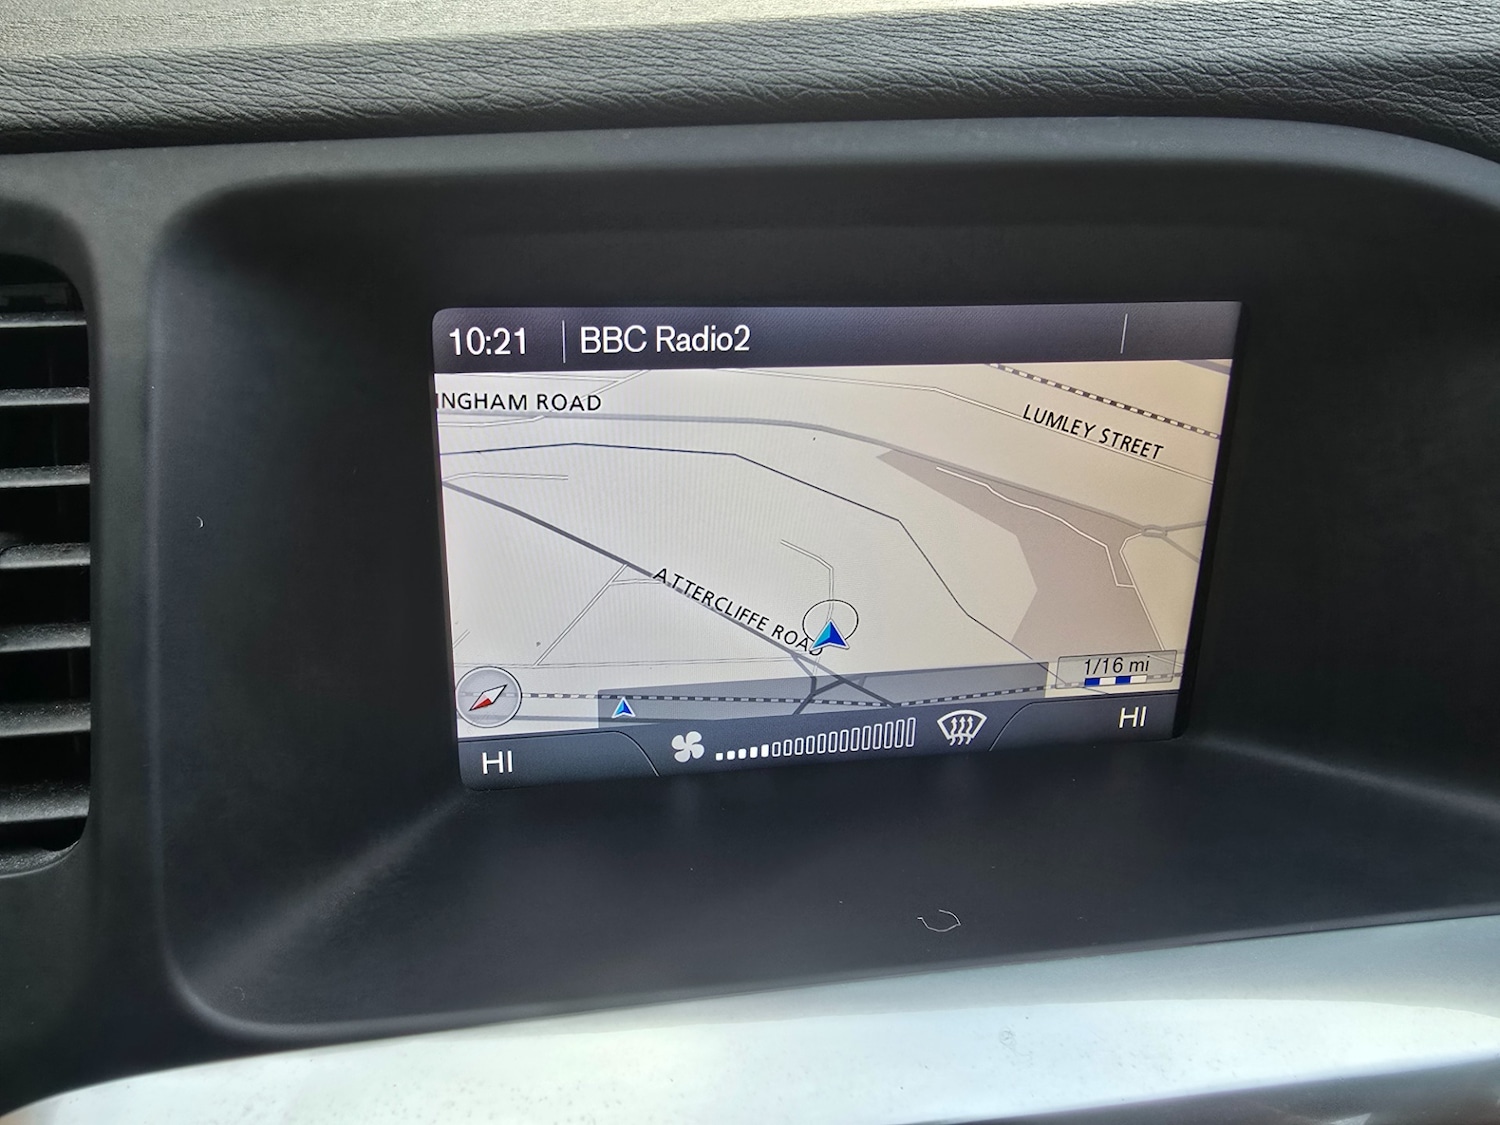 10:21 BBC Radio2
INGHAM ROAD
LUMLEY STREET
ATTERCLIFFE ROAD
1/16 mi
HI HI